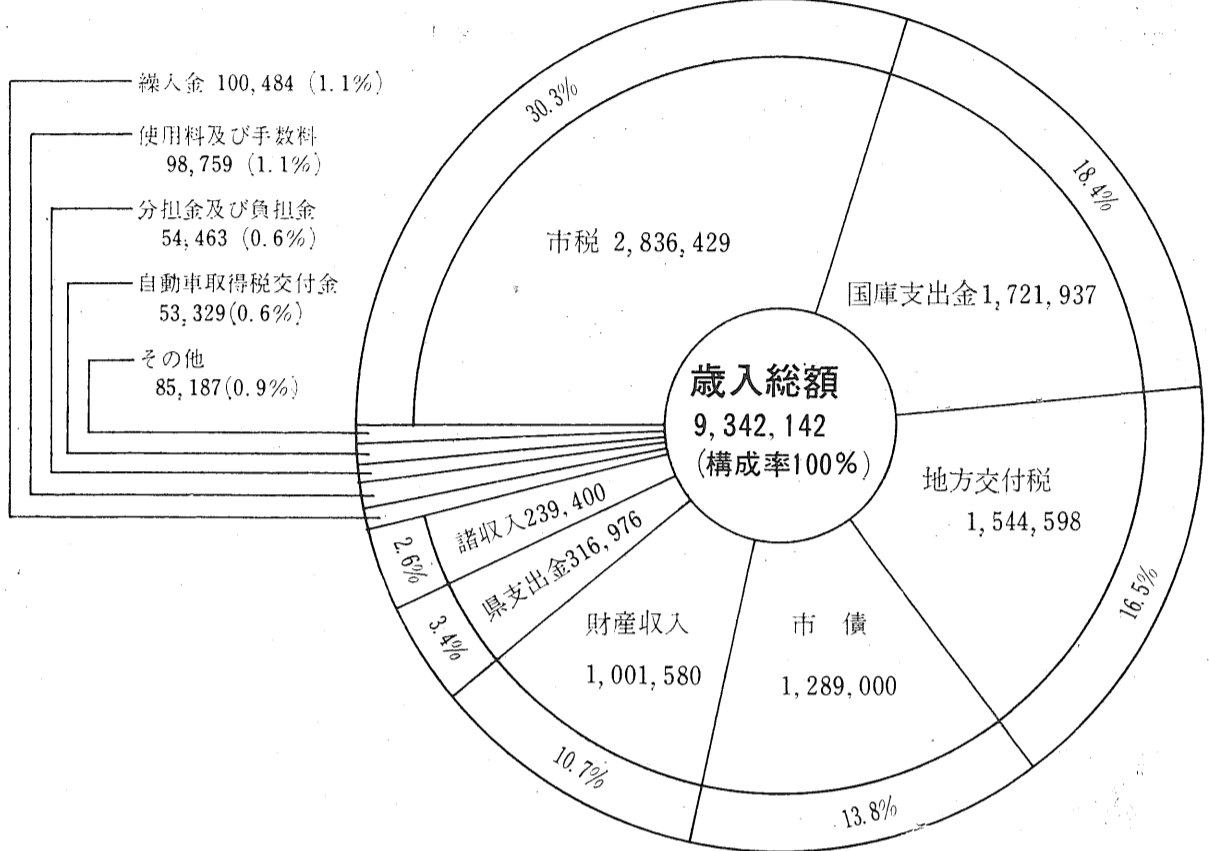 繰入金 100,484 (1.1%)
使用料及び手数料
98,759 (1.1%)
分担金及び負担金
54,463 (0.6%)
自動車取得税交付金
53,329(0.6%)
その他
85,187(0.9%)
30.3%
市税 2,836,429
18.4%
国庫支出金1,721,937
歳入総額
9,342,142
(構成率100%)
地方交付税
1,544,598
16.5%
市 債
1,289,000
13.8%
財産収入
1,001,580
10.7%
県支出金316,976
3.4%
諸収入239,400
2.6%